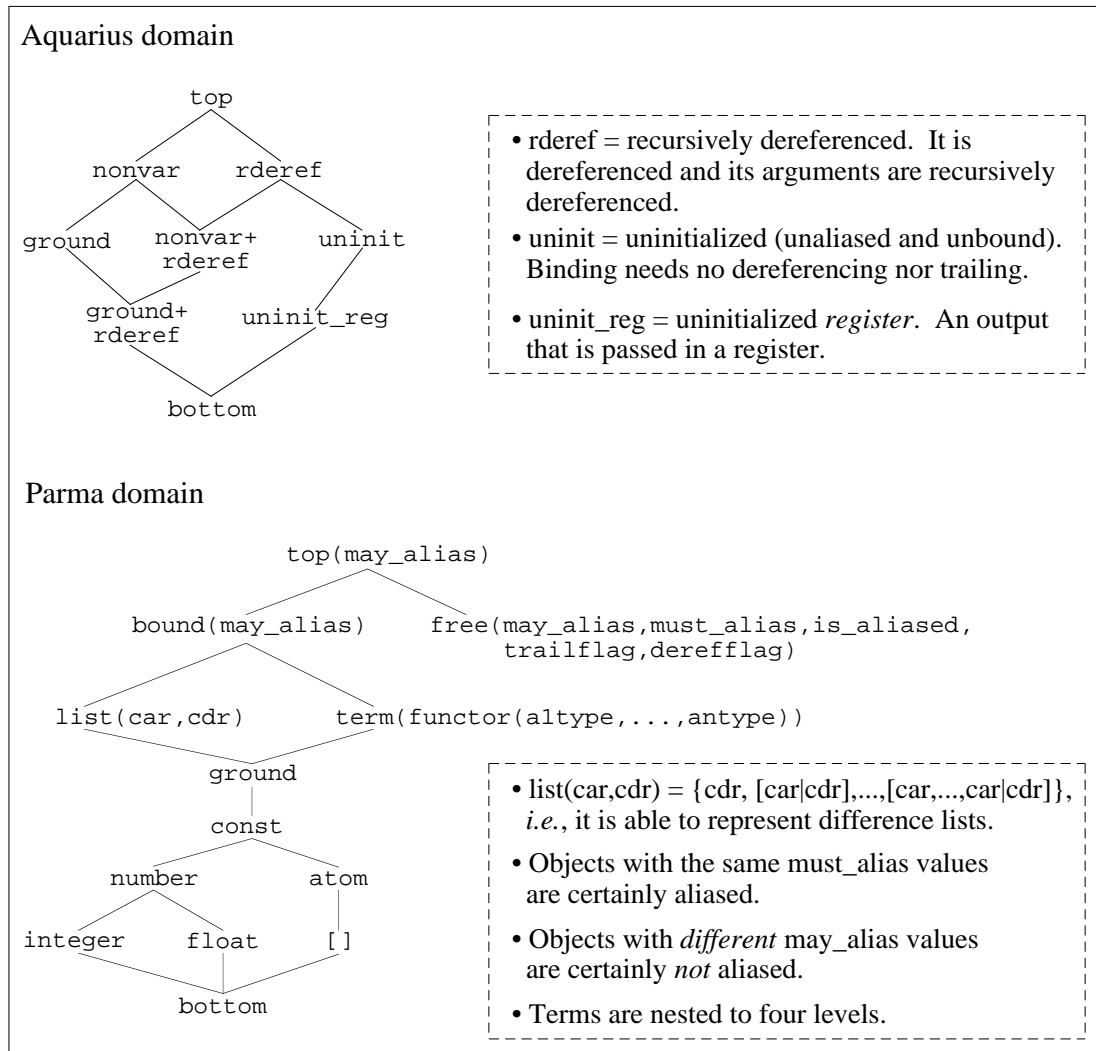 Aquarius domain
top
nonvar rderef
ground nonvar+ uninit
rderef
ground+ uninit_reg
rderef
bottom
• rderef = recursively dereferenced. It is
dereferenced and its arguments are recursively
dereferenced.
• uninit = uninitialized (unaliased and unbound).
Binding needs no dereferencing nor trailing.
• uninit_reg = uninitialized register. An output
that is passed in a register.
Parma domain
top(may_alias)
bound(may_alias) free(may_alias,must_alias,is_aliased,
trailflag,derefflag)
list(car,cdr) term(functor(a1type,...,antype))
ground
const
number atom
integer float []
bottom
• list(car,cdr) = {cdr, [car|cdr],...,[car,...,car|cdr]},
i.e., it is able to represent difference lists.
• Objects with the same must_alias values
are certainly aliased.
• Objects with different may_alias values
are certainly not aliased.
• Terms are nested to four levels.